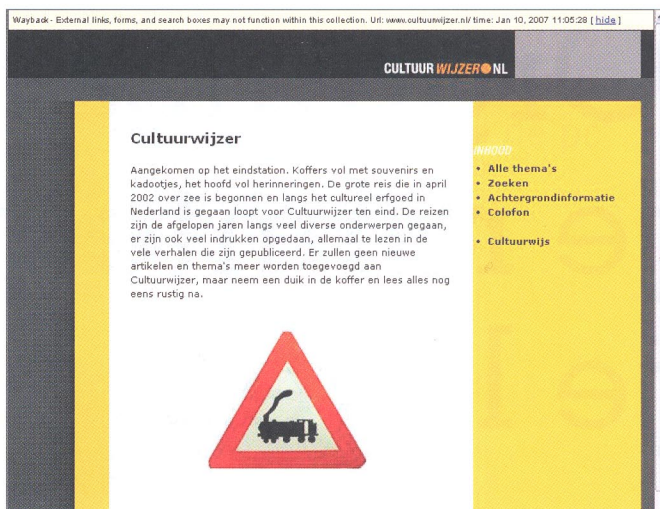 Wayback - External links, forms, and search boxes may not function within this collection. Url: www.cultuurwijzer.nl/ time: Jan 10, 2007 11:05:28 [ hide ]
CULTUUR WIJZER NL
Cultuurwijzer
Aangekomen op het eindstation. Koffers vol met souvenirs en
kadootjes, het hoofd vol herinneringen. De grote reis die in april
2002 over zee is begonnen en langs het cultureel erfgoed in
Nederland is gegaan loopt voor Cultuurwijzer ten eind. De reizen
zijn de afgelopen jaren langs veel diverse onderwerpen gegaan,
er zijn ook veel indrukken opgedaan, allemaal te lezen in de
vele verhalen die zijn gepubliceerd. Er zullen geen nieuwe
artikelen en thema's meer worden toegevoegd aan
Cultuurwijzer, maar neem een duik in de koffer en lees alles nog
eens rustig na.
INHOUD
• Alle thema's
• Zoeken
• Achtergrondinformatie
• Colofon
• Cultuurwijs